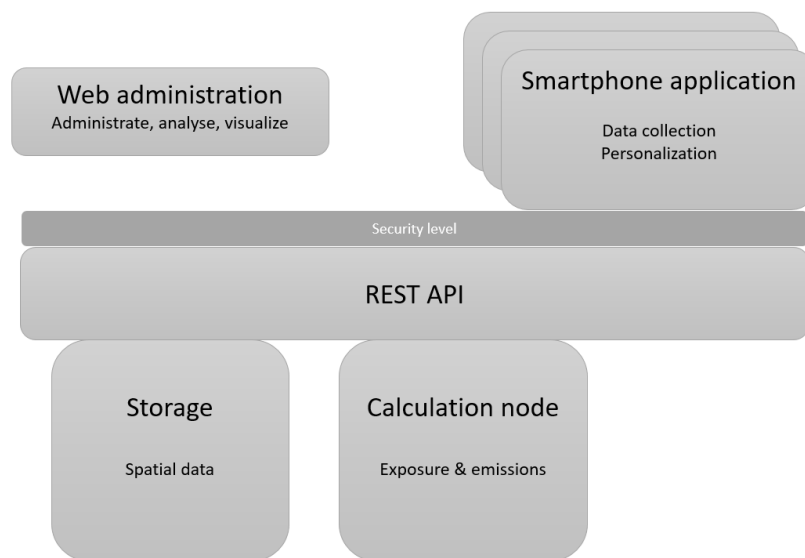 Web administration
Administrate, analyse, visualize
Smartphone application
Data collection
Personalization
Security level
REST API
Storage
Spatial data
Calculation node
Exposure & emissions